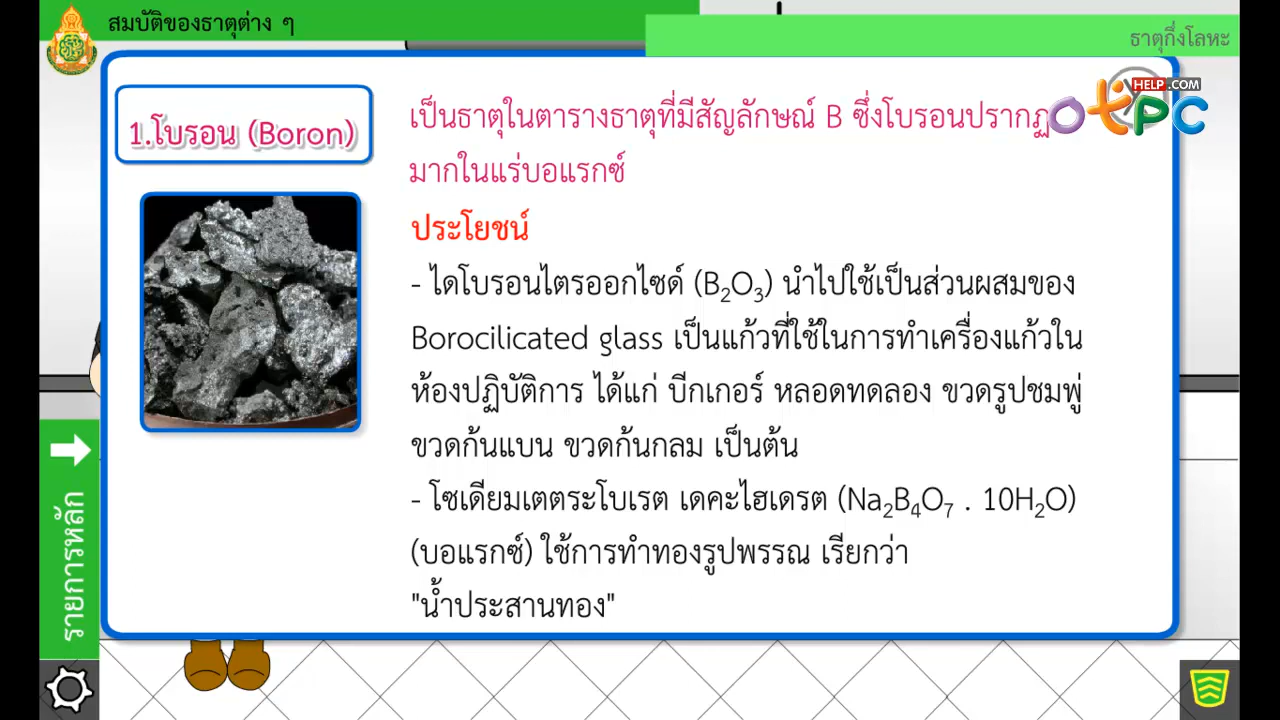 สมบัติของธาตุต่าง ๆ
ธาตุกึ่งโลหะ
HELP .COM
OTPC
1.โบรอน (Boron)
เป็นธาตุในตารางธาตุที่มีสัญลักษณ์ B ซึ่งโบรอนปรากฏ
มากในแร่บอแรกซ์
ประโยชน์
- ไดโบรอนไตรออกไซด์ (B₂O₃) นำไปใช้เป็นส่วนผสมของ
Borocilicated glass เป็นแก้วที่ใช้ในการทำเครื่องแก้วใน
ห้องปฏิบัติการ ได้แก่ บีกเกอร์ หลอดทดลอง ขวดรูปชมพู่
ขวดก้นแบน ขวดก้นกลม เป็นต้น
- โซเดียมเตตระโบเรต เดคะไฮเดรต (Na₂B₄O₇ . 10H₂O)
(บอแรกซ์) ใช้การทำทองรูปพรรณ เรียกว่า
"น้ำประสานทอง"
รายการหลัก